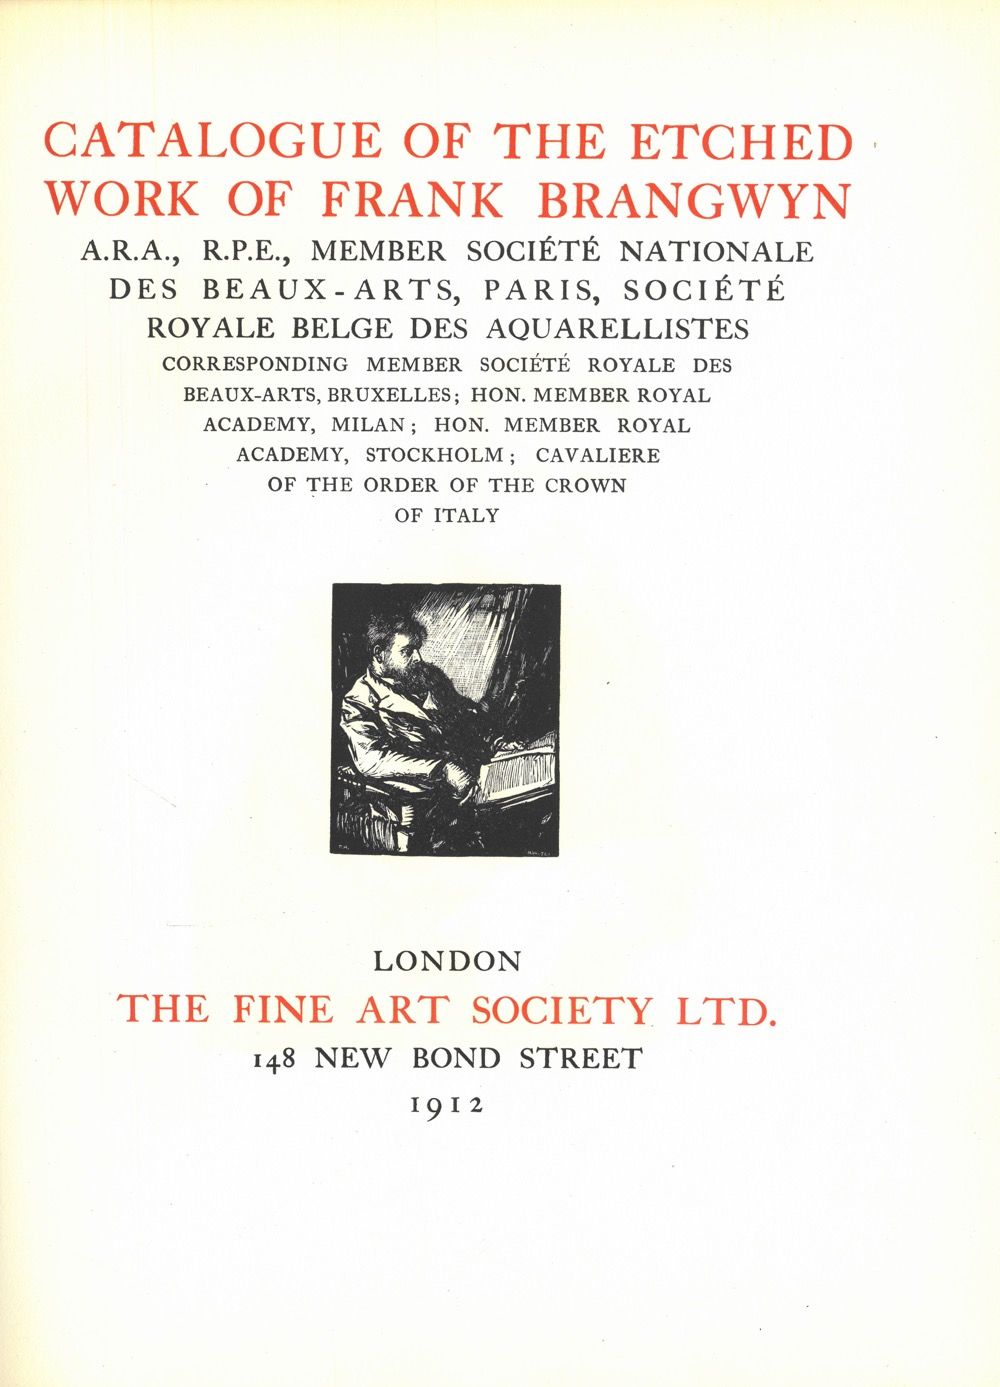 CATALOGUE OF THE ETCHED
WORK OF FRANK BRANGWYN
A.R.A., R.P.E., MEMBER SOCIÉTÉ NATIONALE
DES BEAUX-ARTS, PARIS, SOCIÉTÉ
ROYALE BELGE DES AQUARELLISTES
CORRESPONDING MEMBER SOCIÉTÉ ROYALE DES
BEAUX-ARTS, BRUXELLES; HON. MEMBER ROYAL
ACADEMY, MILAN; HON. MEMBER ROYAL
ACADEMY, STOCKHOLM; CAVALIERE
OF THE ORDER OF THE CROWN
OF ITALY
LONDON
THE FINE ART SOCIETY LTD.
148 NEW BOND STREET
1912